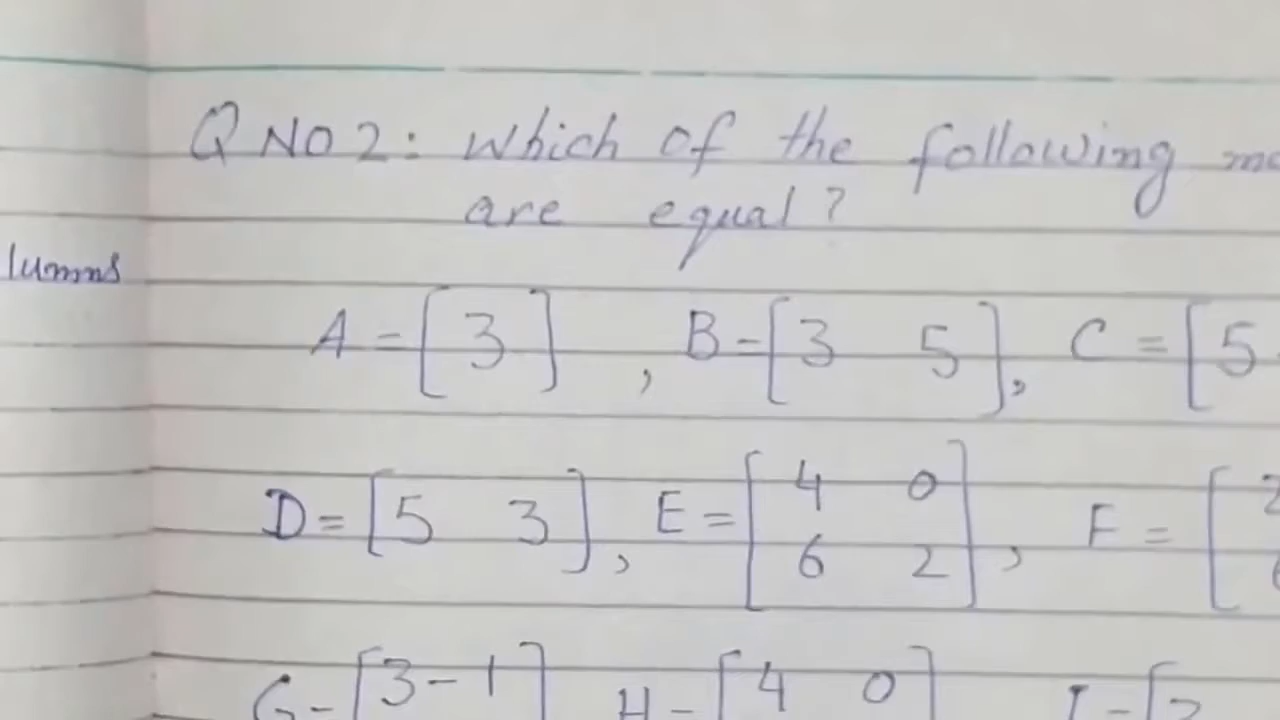 Q NO 2: Which of the following
are equal?
lumns
A = [ 3 ] , B = [ 3 5 ], C = [ 5
D = [ 5 3 ], E = [ 4 0
6 2 ], F = [
G = [ 3 - 1 ] H = [ 4 0 ]